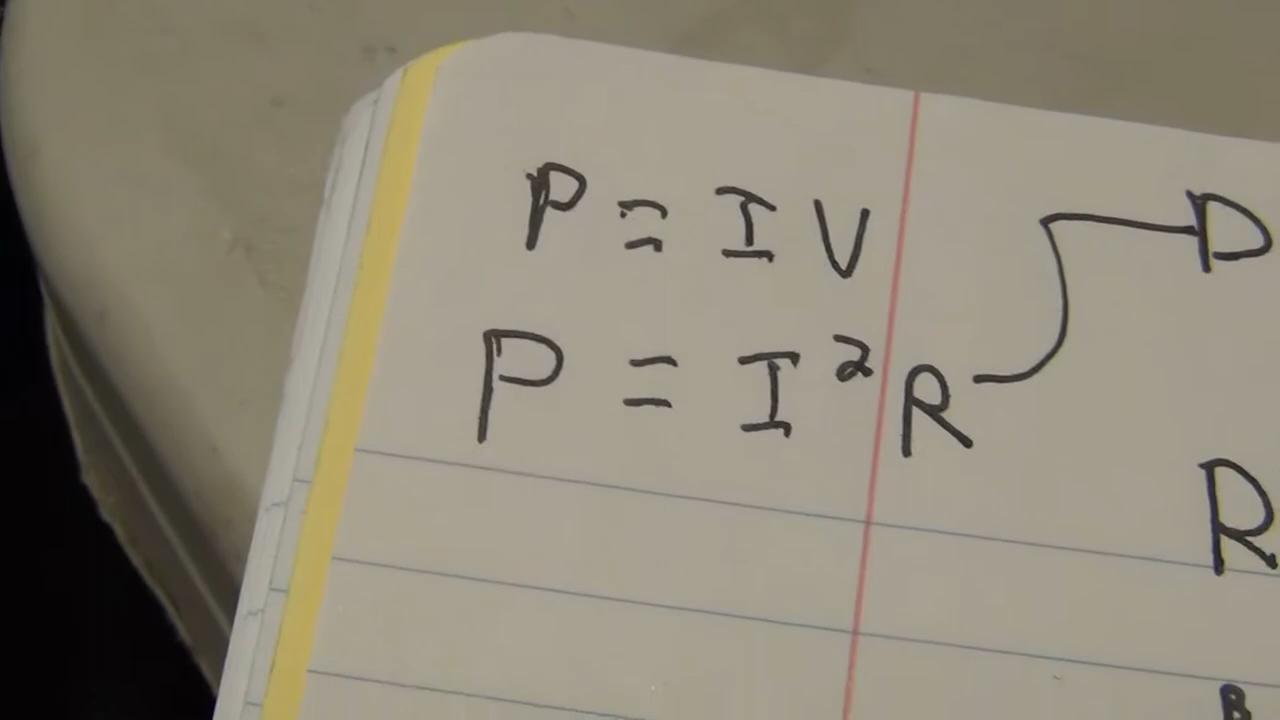 P = IV
P = I²R
D
R
B